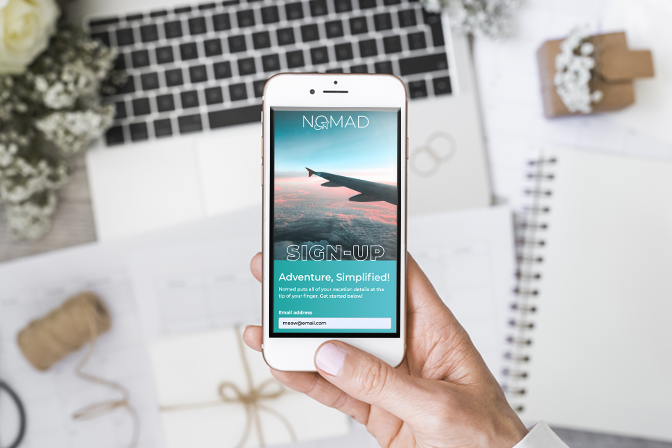 NOMAD
SIGN-UP
Adventure, Simplified!
Nomad puts all of your vacation details at the
tip of your finger. Get started below!
Email address
meow@email.com